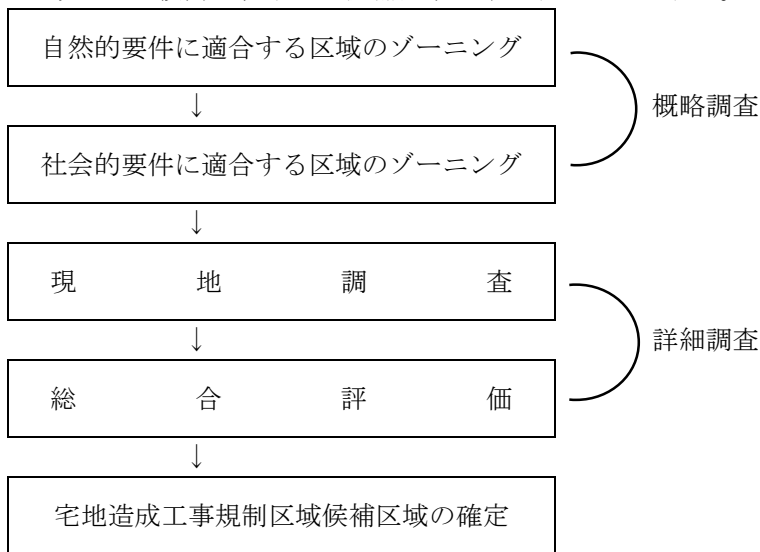 自然的要件に適合する区域のゾーニング
↓
概略調査
社会的要件に適合する区域のゾーニング
↓
現地調査
↓
詳細調査
総合評価
↓
宅地造成工事規制区域候補区域の確定